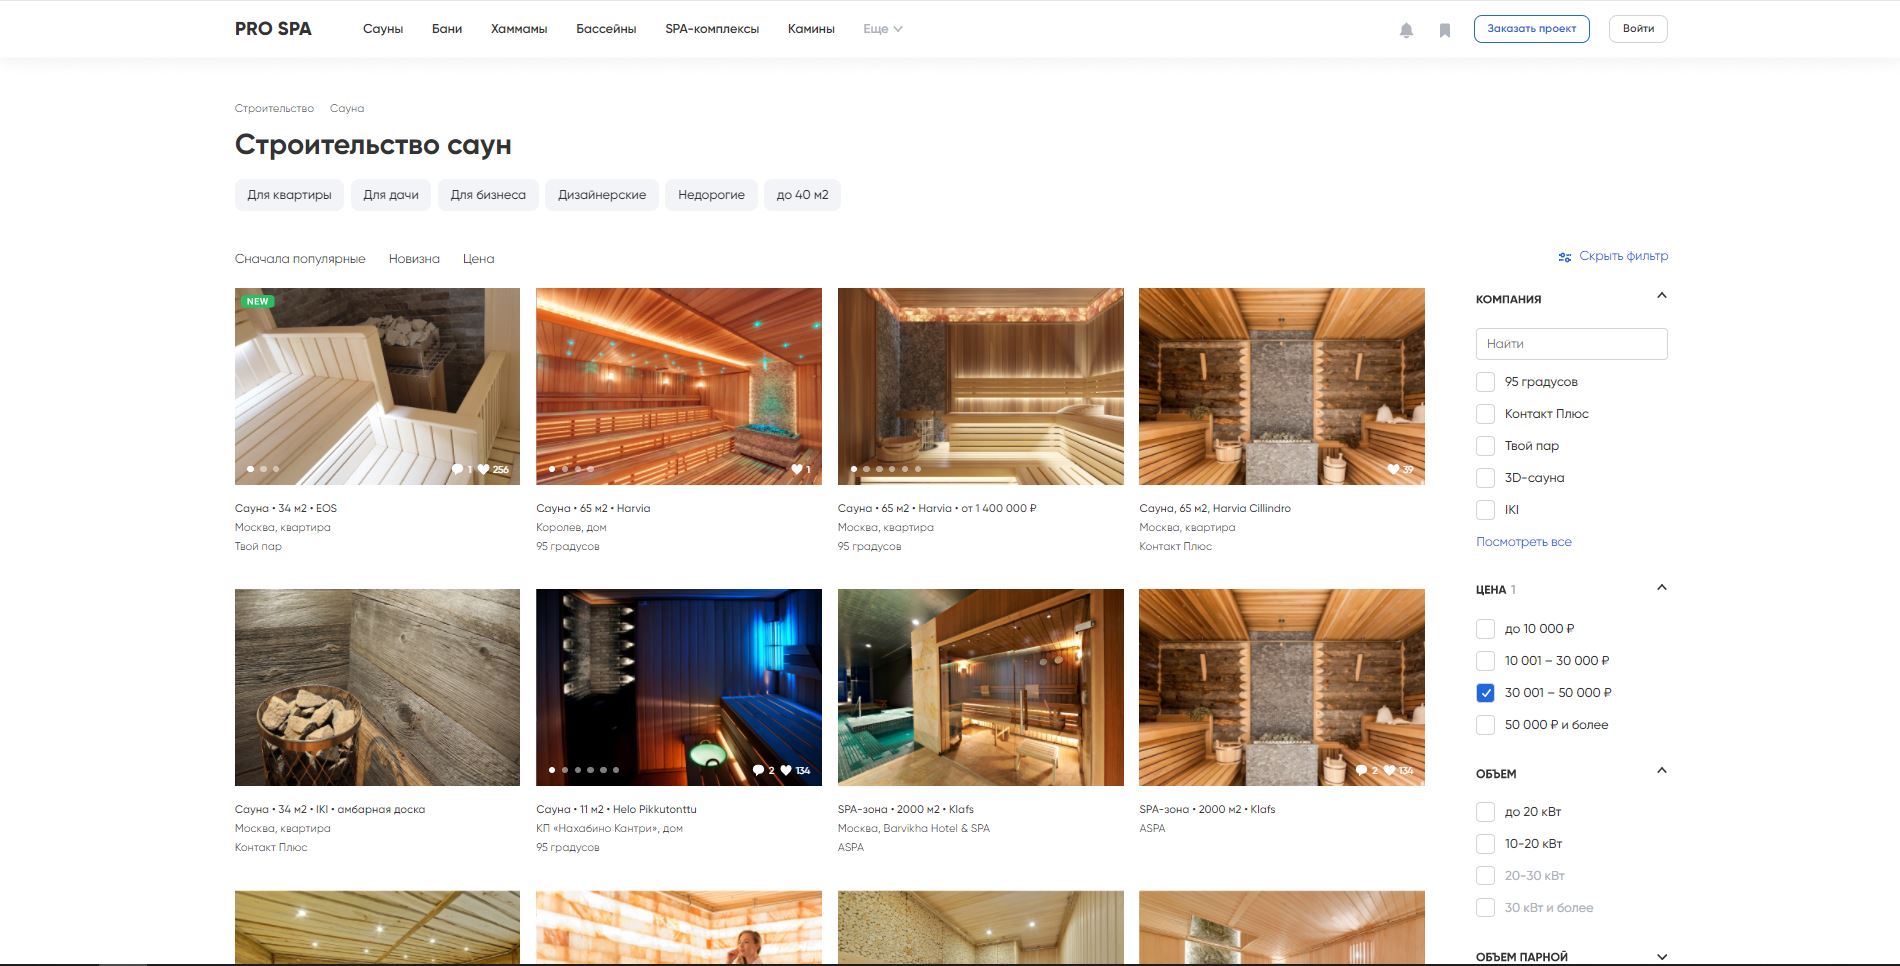 PRO SPA Сауны Бани Хаммамы Бассейны SPA-комплексы Камины Еще Заказать проект Войти
Строительство Сауна
Строительство саун
Для квартиры Для дачи Для бизнеса Дизайнерские Недорогие до 40 м2
Сначала популярные Новизна Цена Скрыть фильтр
NEW
1 256
1
39
Сауна • 34 м2 • EOS
Москва, квартира
Твой пар
Сауна • 65 м2 • Harvia
Королев, дом
95 градусов
Сауна • 65 м2 • Harvia • от 1 400 000 ₽
Москва, квартира
95 градусов
Сауна, 65 м2, Harvia Cillindro
Москва, квартира
Контакт Плюс
2 134
2 134
Сауна • 34 м2 • IKI • амбарная доска
Москва, квартира
Контакт Плюс
Сауна • 11 м2 • Helo Pikkutonttu
КП «Нахабино Кантри», дом
95 градусов
SPA-зона • 2000 м2 • Klafs
Москва, Barvikha Hotel & SPA
ASPA
SPA-зона • 2000 м2 • Klafs
ASPA
КОМПАНИЯ
Найти
95 градусов
Контакт Плюс
Твой пар
3D-сауна
IKI
Посмотреть все
ЦЕНА 1
до 10 000 ₽
10 001 – 30 000 ₽
30 001 – 50 000 ₽
50 000 ₽ и более
ОБЪЕМ
до 20 кВт
10-20 кВт
20-30 кВт
30 кВт и более
ОБЪЕМ ПАРНОЙ